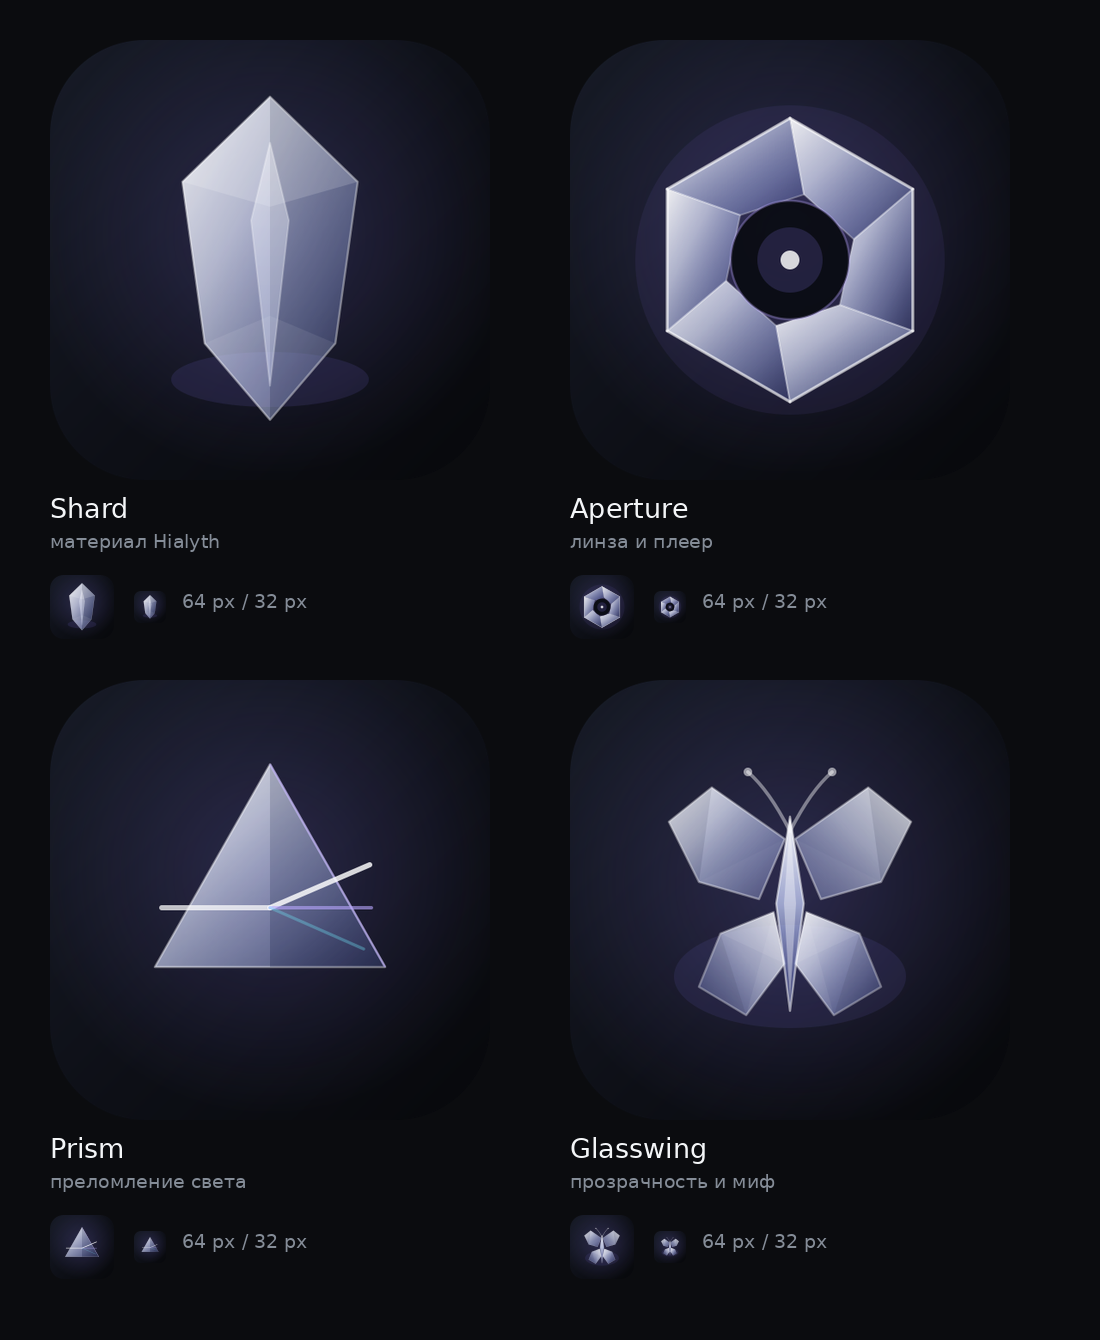 Shard
материал Hialyth
64 px / 32 px
Aperture
линза и плеер
64 px / 32 px
Prism
преломление света
64 px / 32 px
Glasswing
прозрачность и миф
64 px / 32 px